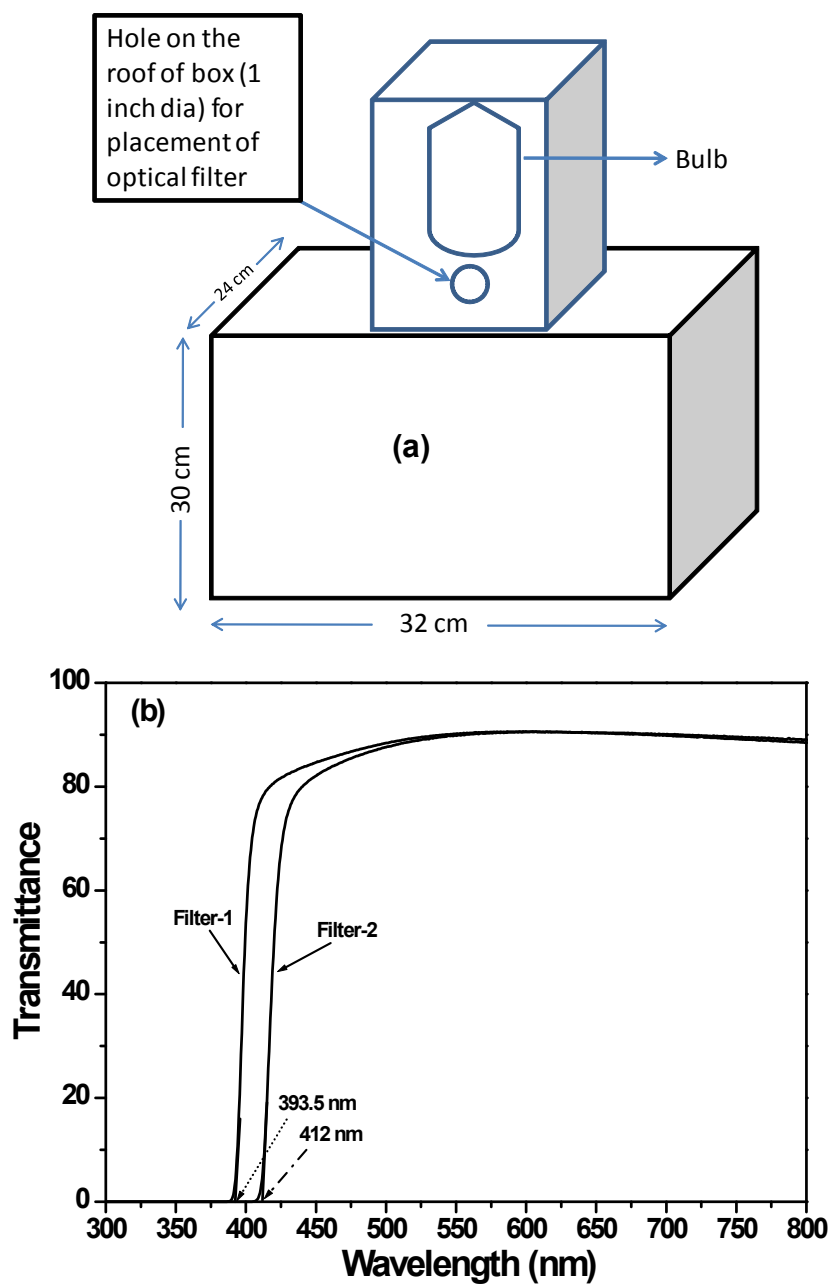 Hole on the
roof of box (1
inch dia) for
placement of
optical filter
Bulb
24 cm
30 cm
(a)
32 cm
100
(b)
80
60
Filter-1
Filter-2
40
Transmittance
20
393.5 nm
412 nm
0
300 350 400 450 500 550 600 650 700 750 800
Wavelength (nm)